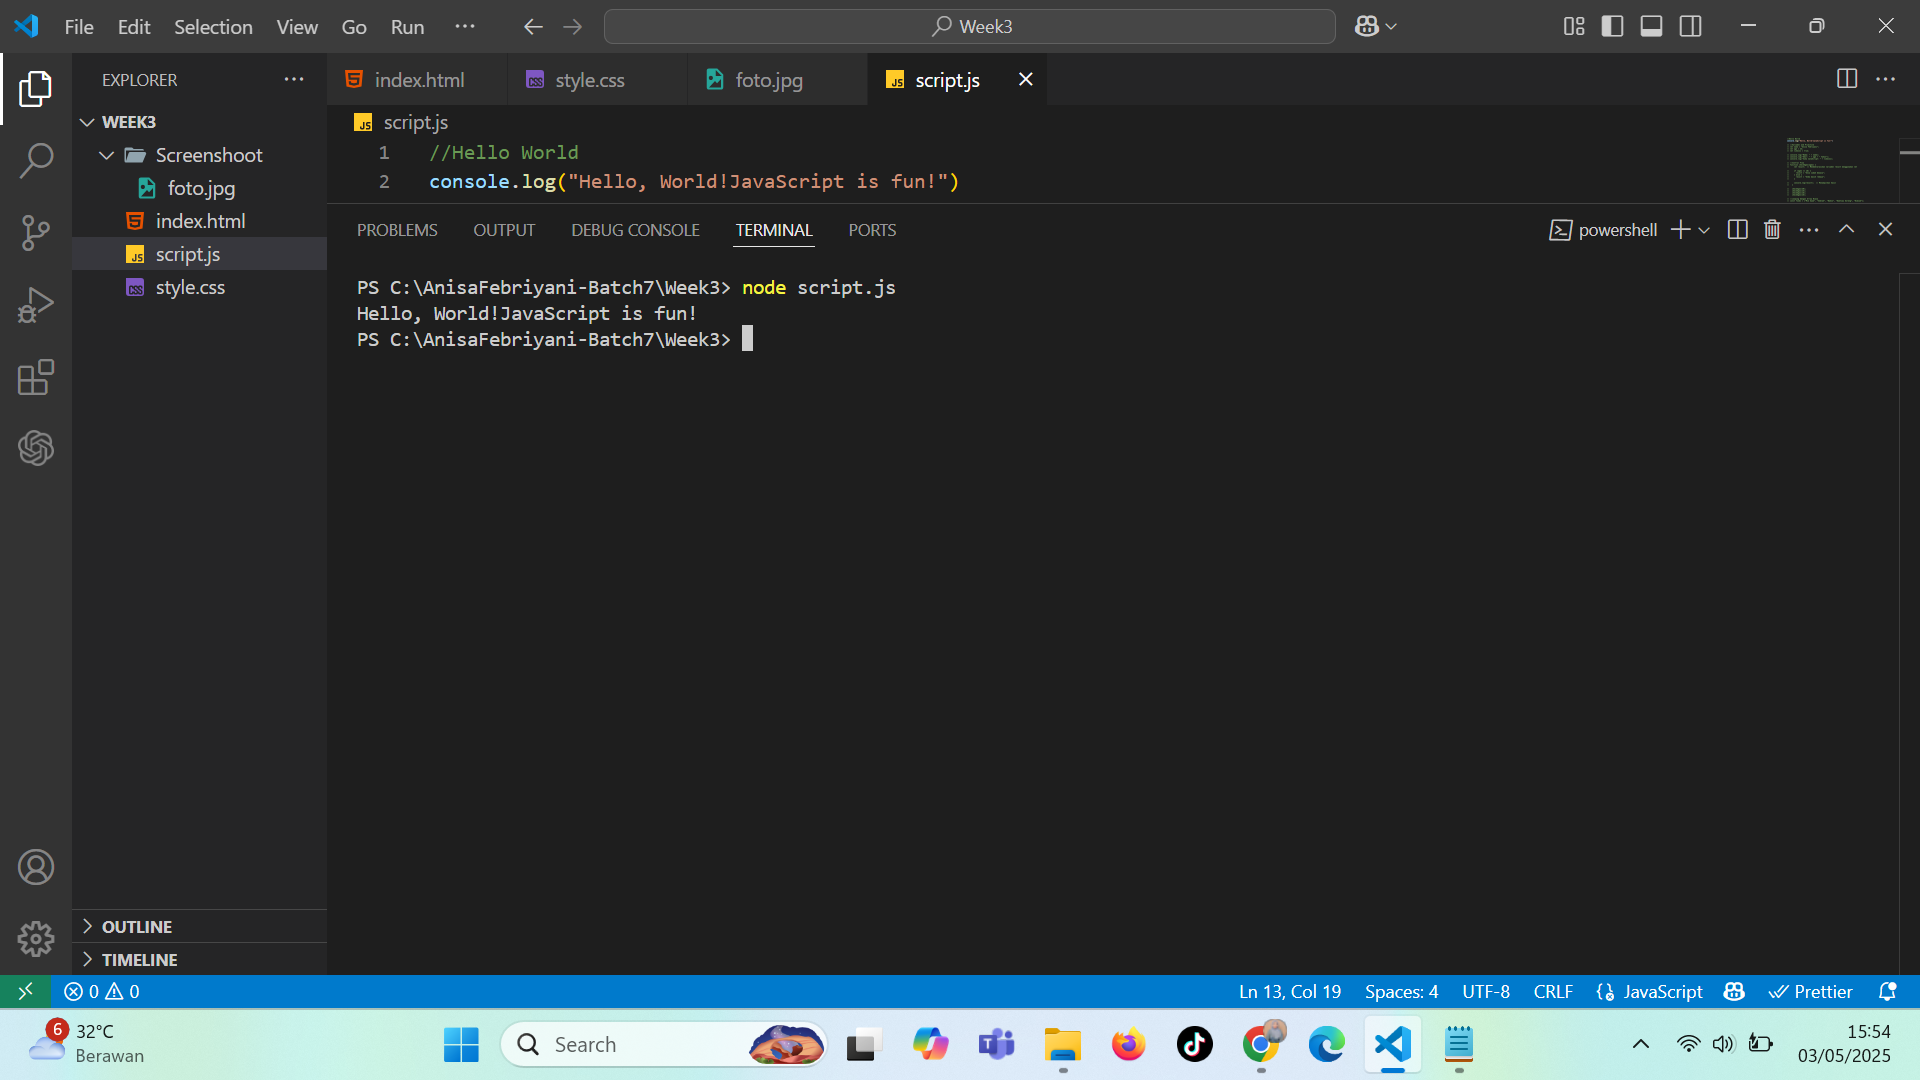 File Edit Selection View Go Run ··· Week3
EXPLORER
index.html style.css foto.jpg script.js
WEEK3
Screenshoot
foto.jpg
index.html
script.js
style.css
script.js
1 //Hello World
2 console.log("Hello, World!JavaScript is fun!")
PROBLEMS OUTPUT DEBUG CONSOLE TERMINAL PORTS powershell
PS C:\AnisaFebriyani-Batch7\Week3> node script.js
Hello, World!JavaScript is fun!
PS C:\AnisaFebriyani-Batch7\Week3>
OUTLINE
TIMELINE
0 0 Ln 13, Col 19 Spaces: 4 UTF-8 CRLF JavaScript Prettier
6 32°C
Berawan
Search
15:54
03/05/2025